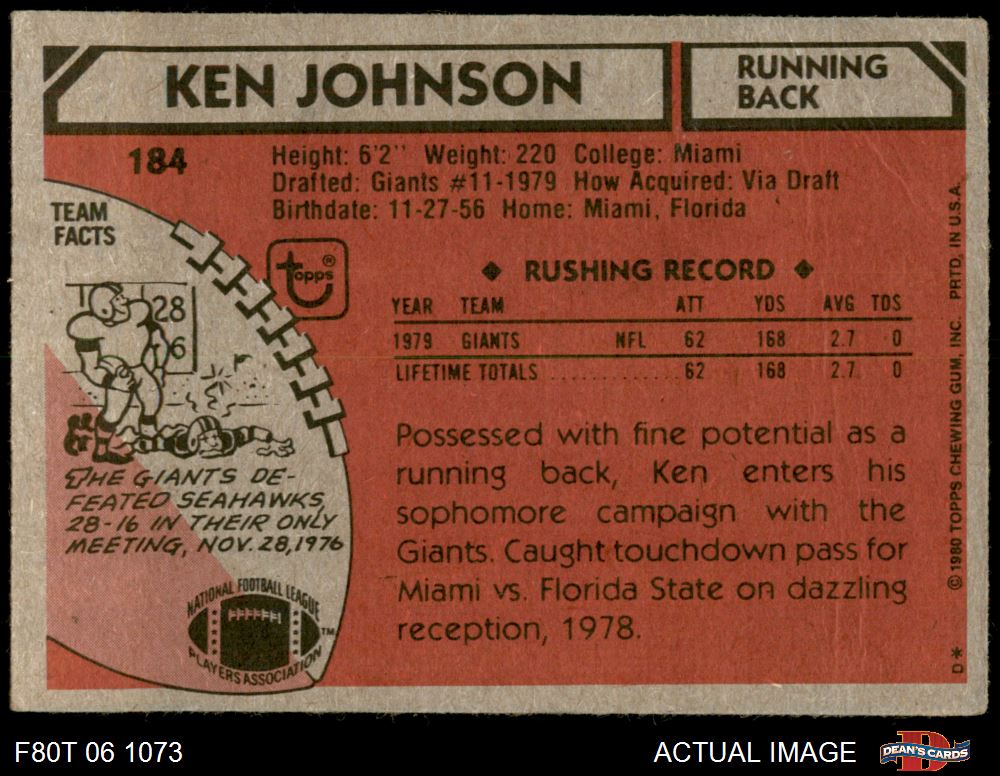 KEN JOHNSON
RUNNING
BACK
184
Height: 6'2" Weight: 220 College: Miami
Drafted: Giants #11-1979 How Acquired: Via Draft
Birthdate: 11-27-56 Home: Miami, Florida
TEAM
FACTS
topps®
28
16
THE GIANTS DE-
FEATED SEAHAWKS,
28-16 IN THEIR ONLY
MEETING, NOV. 28, 1976
NATIONAL FOOTBALL LEAGUE
PLAYERS ASSOCIATION
TM
◆ RUSHING RECORD ◆
YEAR TEAM ATT YDS AVG TDS
1979 GIANTS NFL 62 168 2.7 0
LIFETIME TOTALS .............. 62 168 2.7 0
Possessed with fine potential as a
running back, Ken enters his
sophomore campaign with the
Giants. Caught touchdown pass for
Miami vs. Florida State on dazzling
reception, 1978.
D* © 1980 TOPPS CHEWING GUM, INC. PRTD. IN U.S.A.
F80T 06 1073
ACTUAL IMAGE
D
DEAN'S CARDS